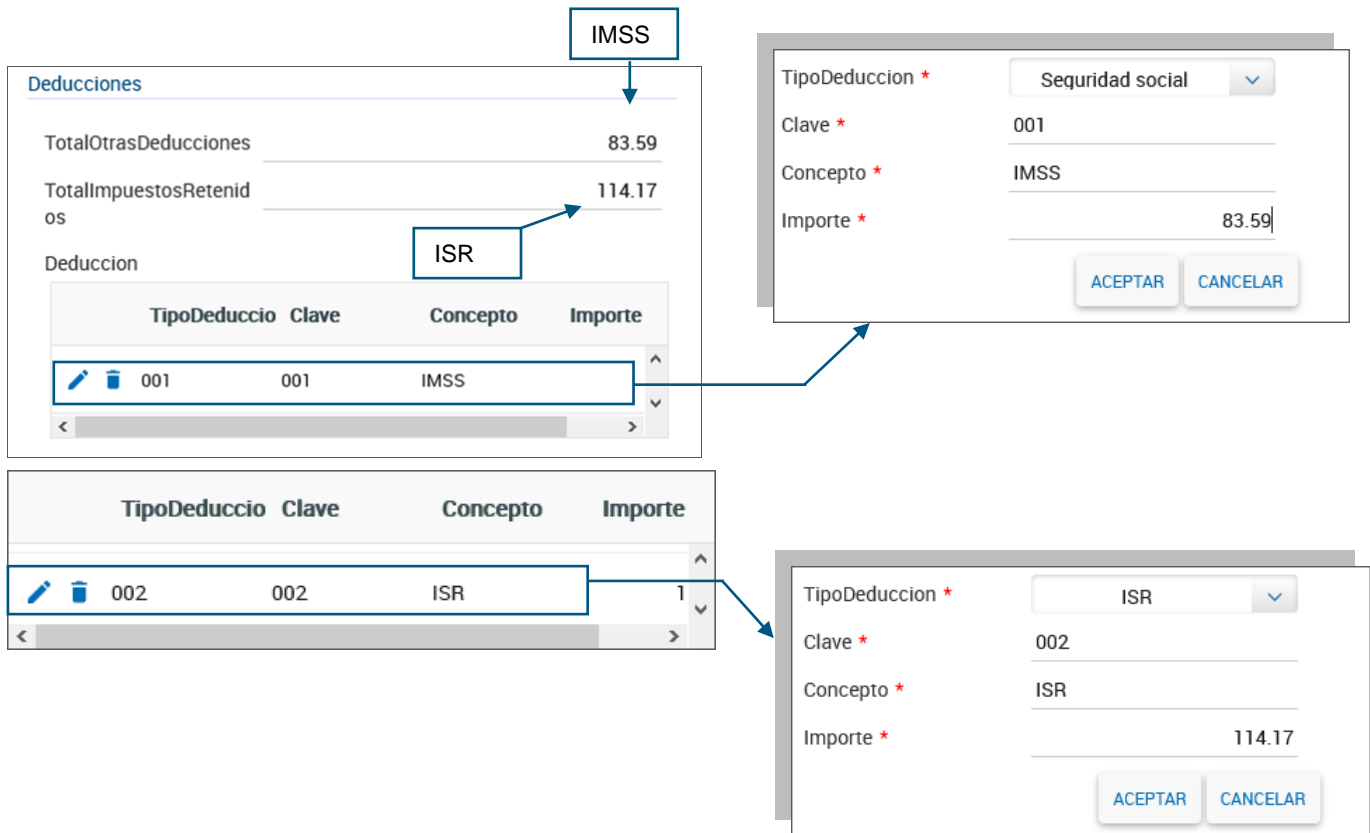 IMSS
Deducciones
TotalOtrasDeducciones 83.59
TotalImpuestosRetenid 114.17
os
ISR
Deduccion
TipoDeduccio Clave Concepto Importe
001 001 IMSS
TipoDeduccion * Seguridad social
Clave * 001
Concepto * IMSS
Importe * 83.59
ACEPTAR CANCELAR
TipoDeduccio Clave Concepto Importe
002 002 ISR 1
TipoDeduccion * ISR
Clave * 002
Concepto * ISR
Importe * 114.17
ACEPTAR CANCELAR